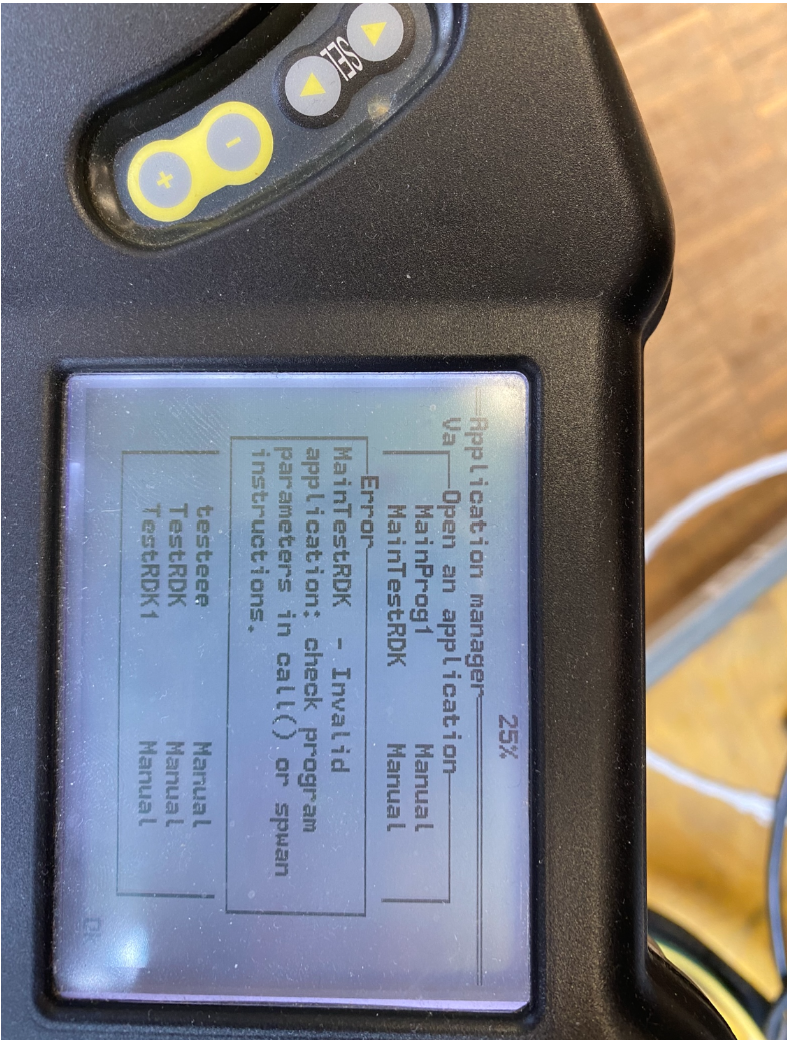 SEL
-
+
25%
Application manager
Va
Open an application
MainProg1 Manual
MainTestRDK Manual
Error
MainTestRDK - Invalid
application: check program
parameters in call() or spwan
instructions.
testeee Manual
TestRDK Manual
TestRDK1 Manual
Ok